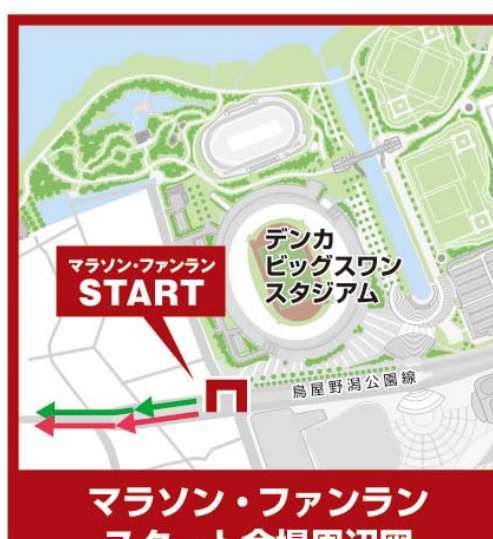 デンカ
ビッグスワン
スタジアム
マラソン・ファンラン
START
鳥屋野潟公園線
マラソン・ファンラン